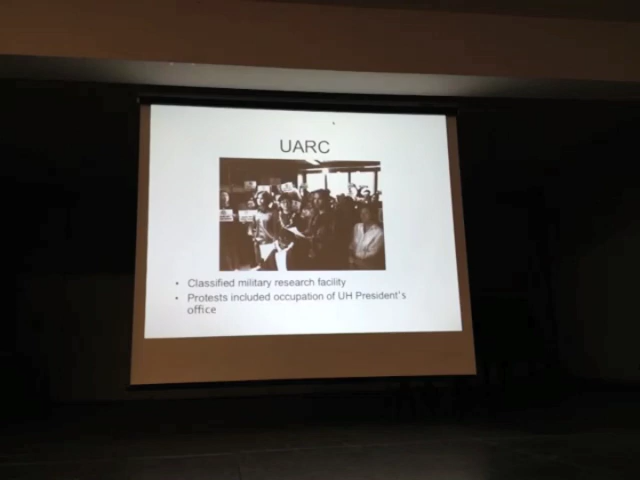 UARC
• Classified military research facility
• Protests included occupation of UH President's
office